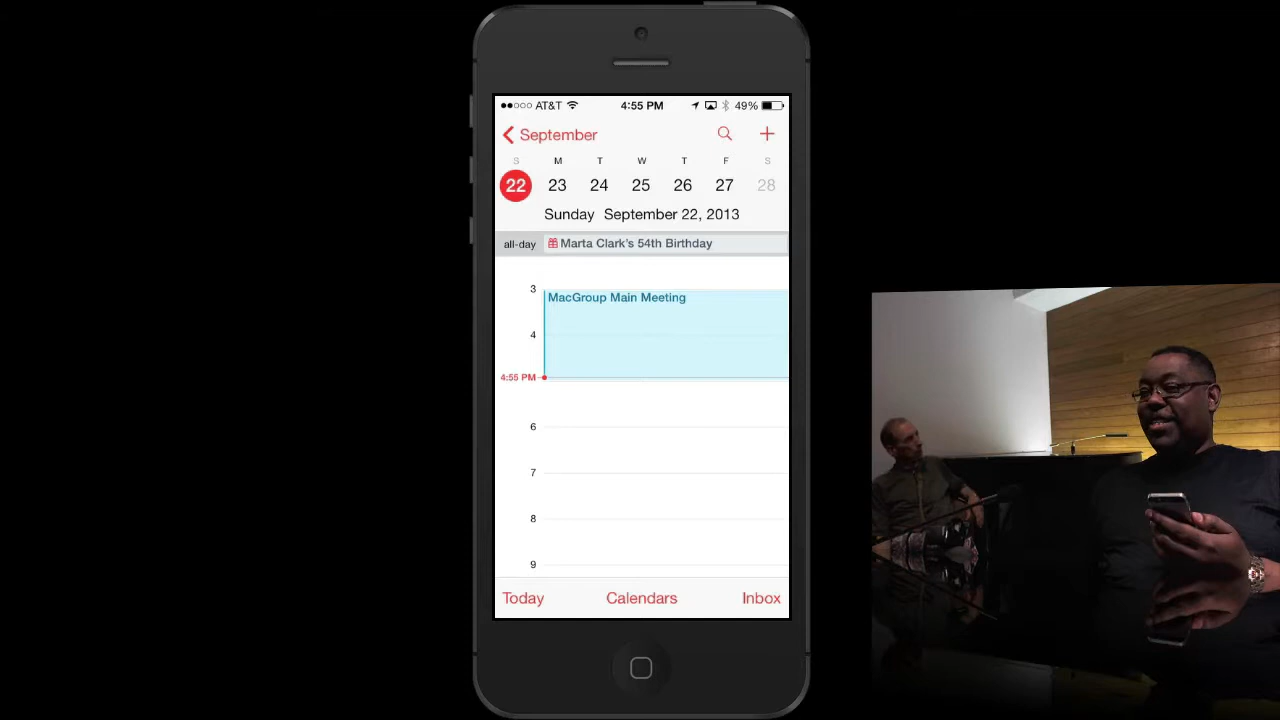 AT&T 4:55 PM 49%
September
S M T W T F S
22 23 24 25 26 27 28
Sunday September 22, 2013
all-day Marta Clark's 54th Birthday
3
MacGroup Main Meeting
4
4:55 PM
6
7
8
9
Today Calendars Inbox